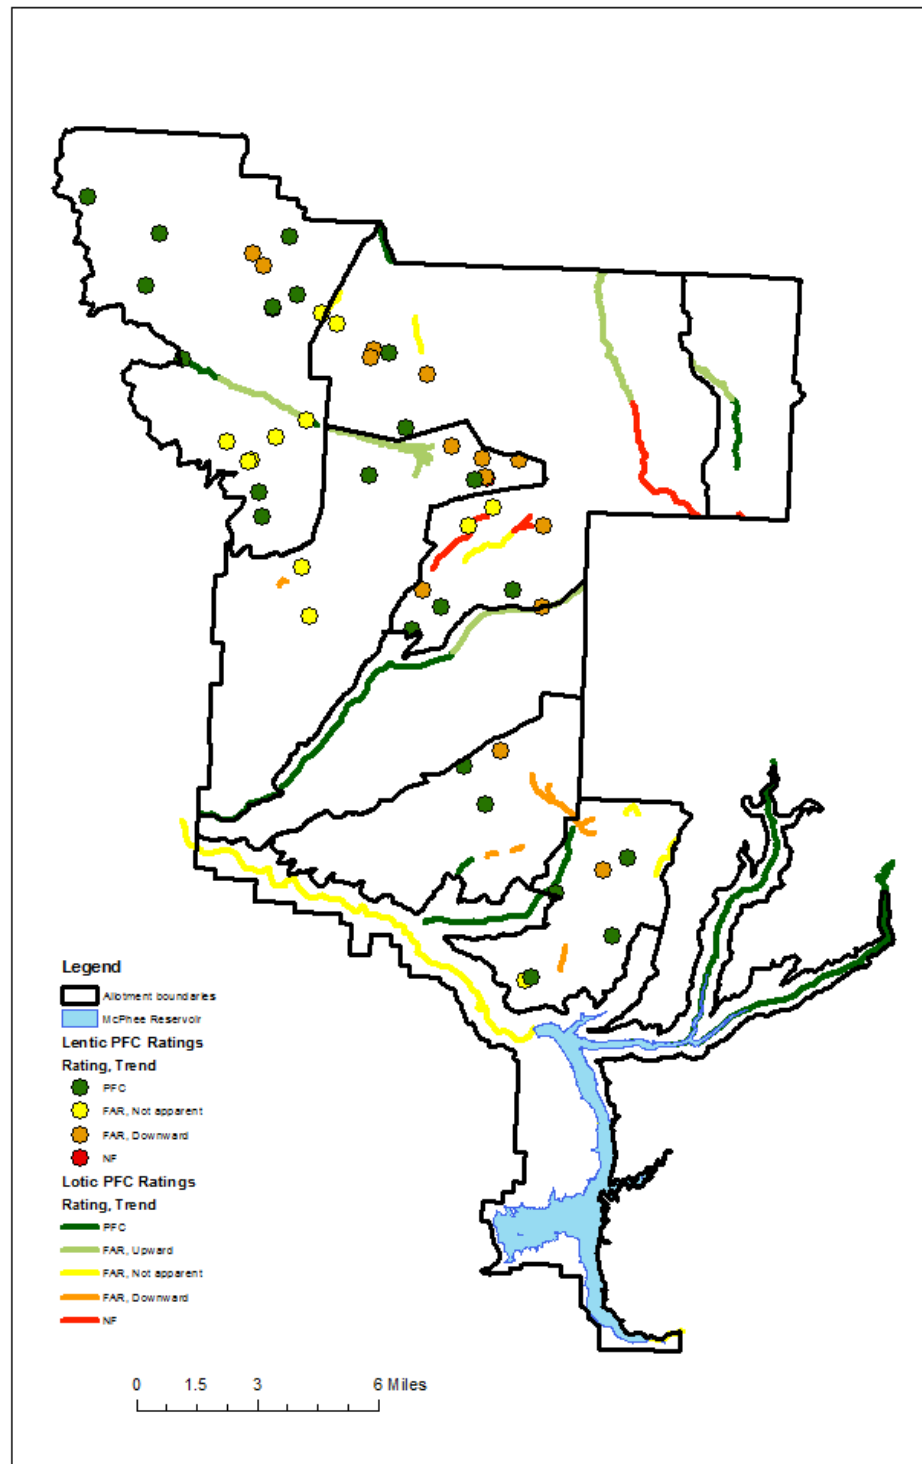 Legend
Allotment boundaries
McPhee Reservoir
Lentic PFC Ratings
Rating, Trend
PFC
FAR, Not apparent
FAR, Downward
NF
Lotic PFC Ratings
Rating, Trend
PFC
FAR, Upward
FAR, Not apparent
FAR, Downward
NF
0 1.5 3 6 Miles